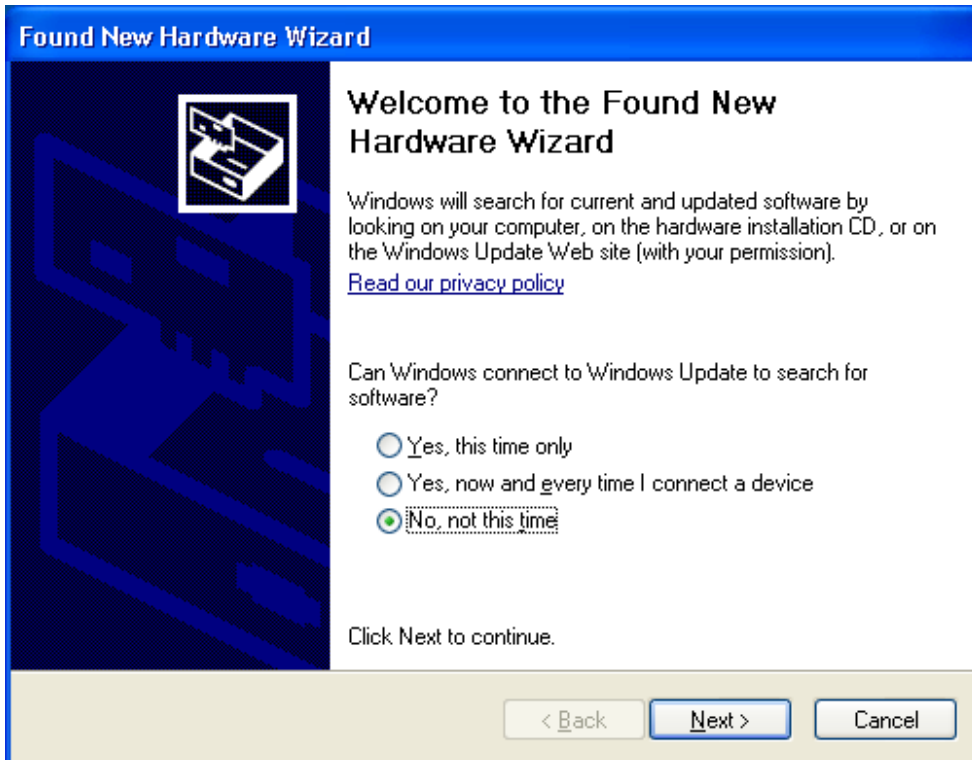 Found New Hardware Wizard
Welcome to the Found New
Hardware Wizard
Windows will search for current and updated software by
looking on your computer, on the hardware installation CD, or on
the Windows Update Web site (with your permission).
Read our privacy policy
Can Windows connect to Windows Update to search for
software?
Yes, this time only
Yes, now and every time I connect a device
No, not this time
Click Next to continue.
< Back
Next >
Cancel